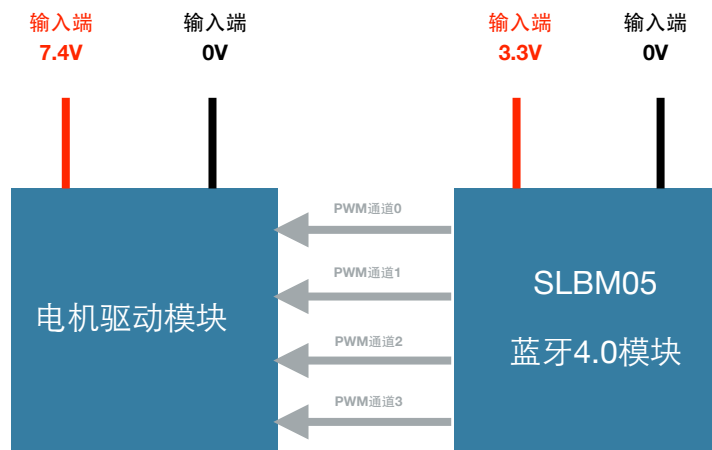 输入端
7.4V
输入端
0V
输入端
3.3V
输入端
0V
PWM通道0
PWM通道1
PWM通道2
PWM通道3
电机驱动模块
SLBM05
蓝牙4.0模块